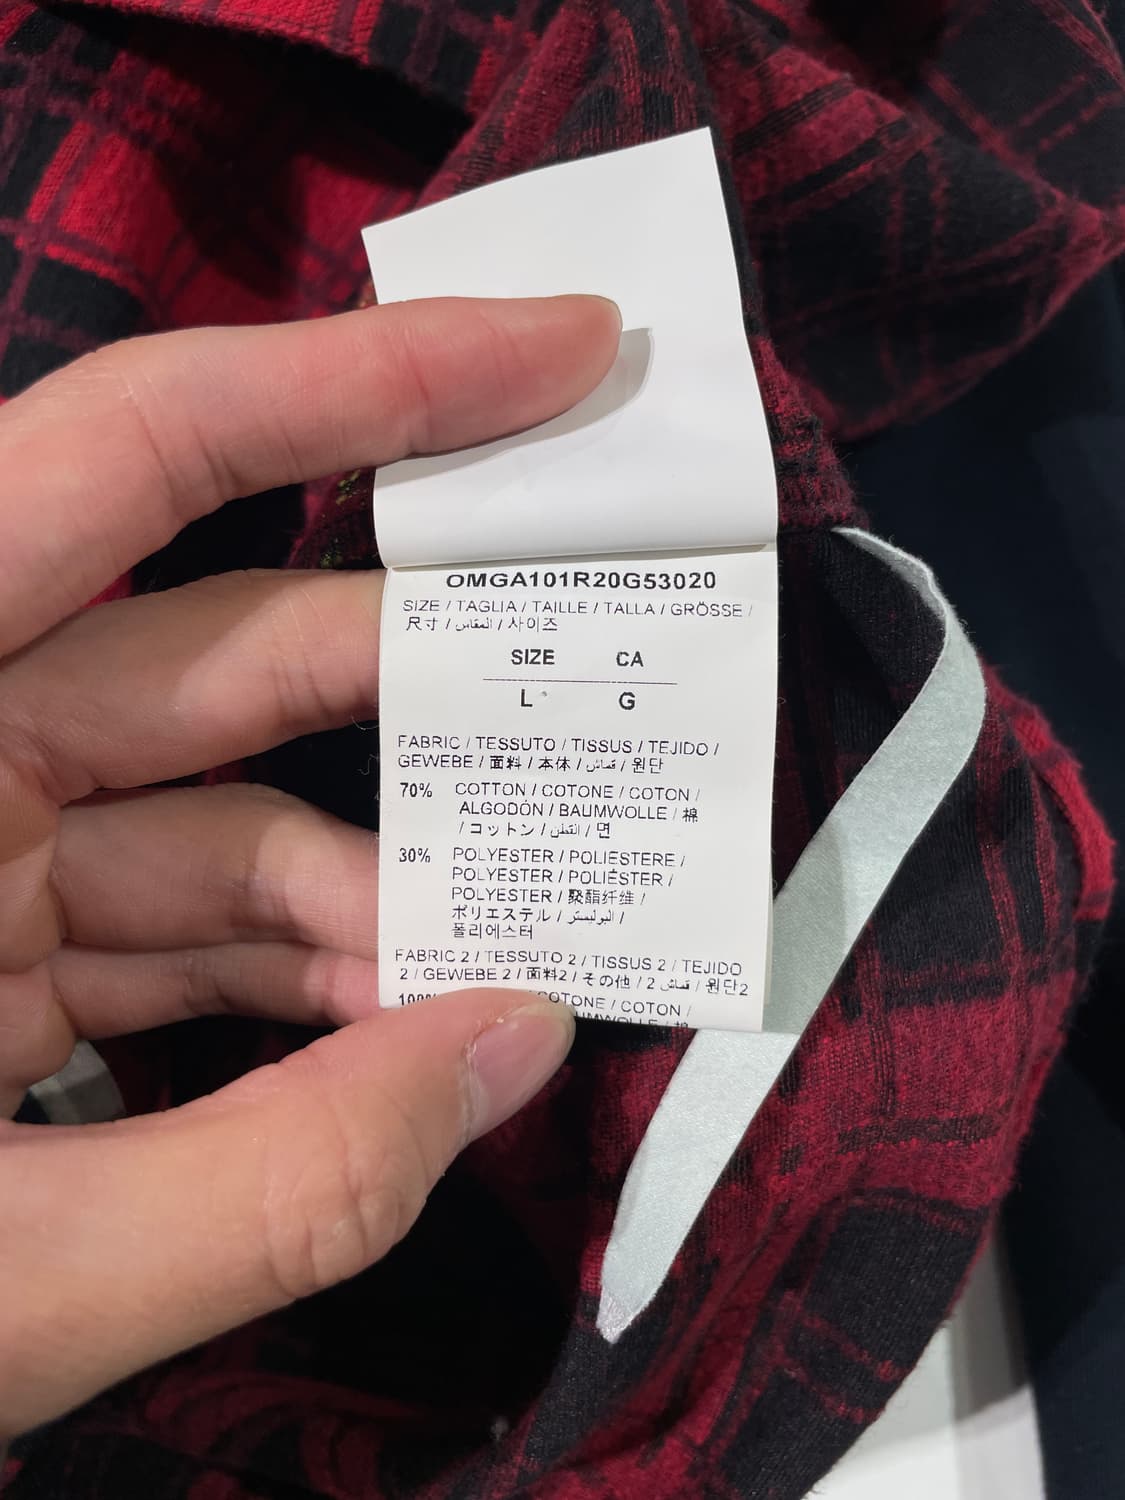 OMGA101R20G53020
SIZE / TAGLIA / TAILLE / TALLA / GRÖSSE /
尺寸 / المقاس / 사이즈
SIZE CA
L G
FABRIC / TESSUTO / TISSUS / TEJIDO /
GEWEBE / 面料 / 本体 / قماش / 원단
70% COTTON / COTONE / COTON /
ALGODÓN / BAUMWOLLE / 棉
/ コットン / القطن / 면
30% POLYESTER / POLIESTERE /
POLYESTER / POLIÉSTER /
POLYESTER / 聚酯纤维 /
ポリエステル / البوليستر /
폴리에스터
FABRIC 2 / TESSUTO 2 / TISSUS 2 / TEJIDO
2 / GEWEBE 2 / 面料2 / その他 / 2 قماش / 원단2
100% COTONE / COTON /